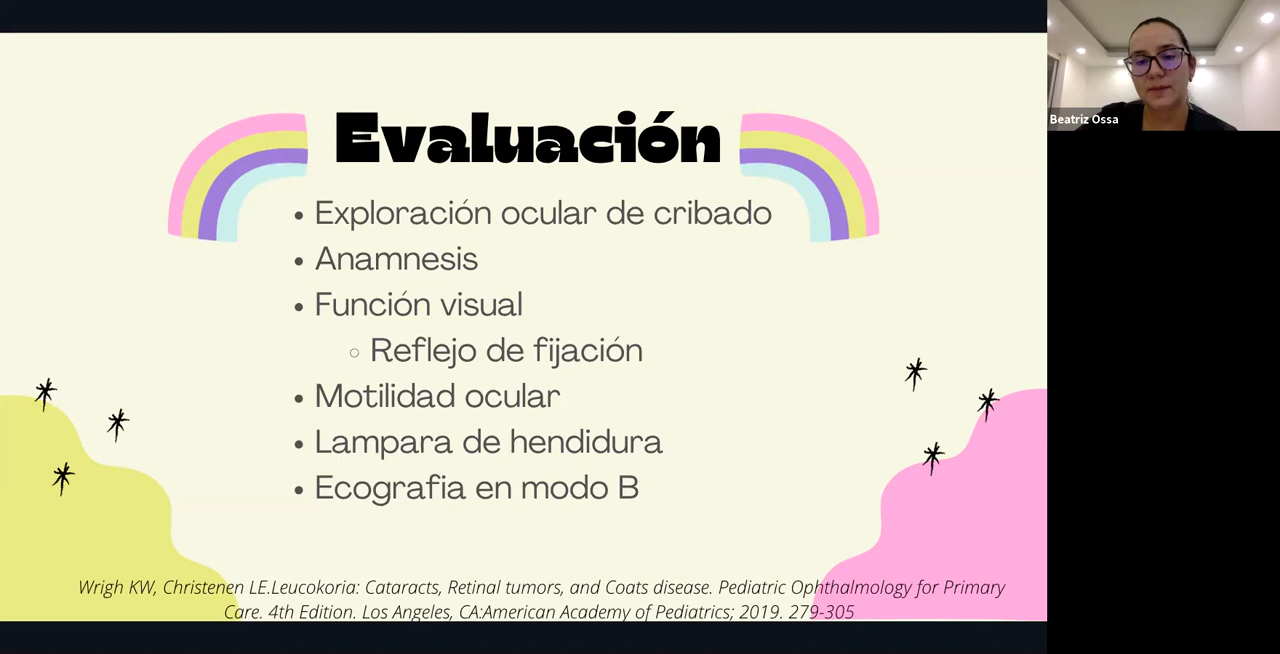 Evaluación
Exploración ocular de cribado
Anamnesis
Función visual
Reflejo de fijación
Motilidad ocular
Lampara de hendidura
Ecografia en modo B
Wrigh KW, Christenen LE.Leucokoria: Cataracts, Retinal tumors, and Coats disease. Pediatric Ophthalmology for Primary
Care. 4th Edition. Los Angeles, CA:American Academy of Pediatrics; 2019. 279-305
Beatriz Ossa